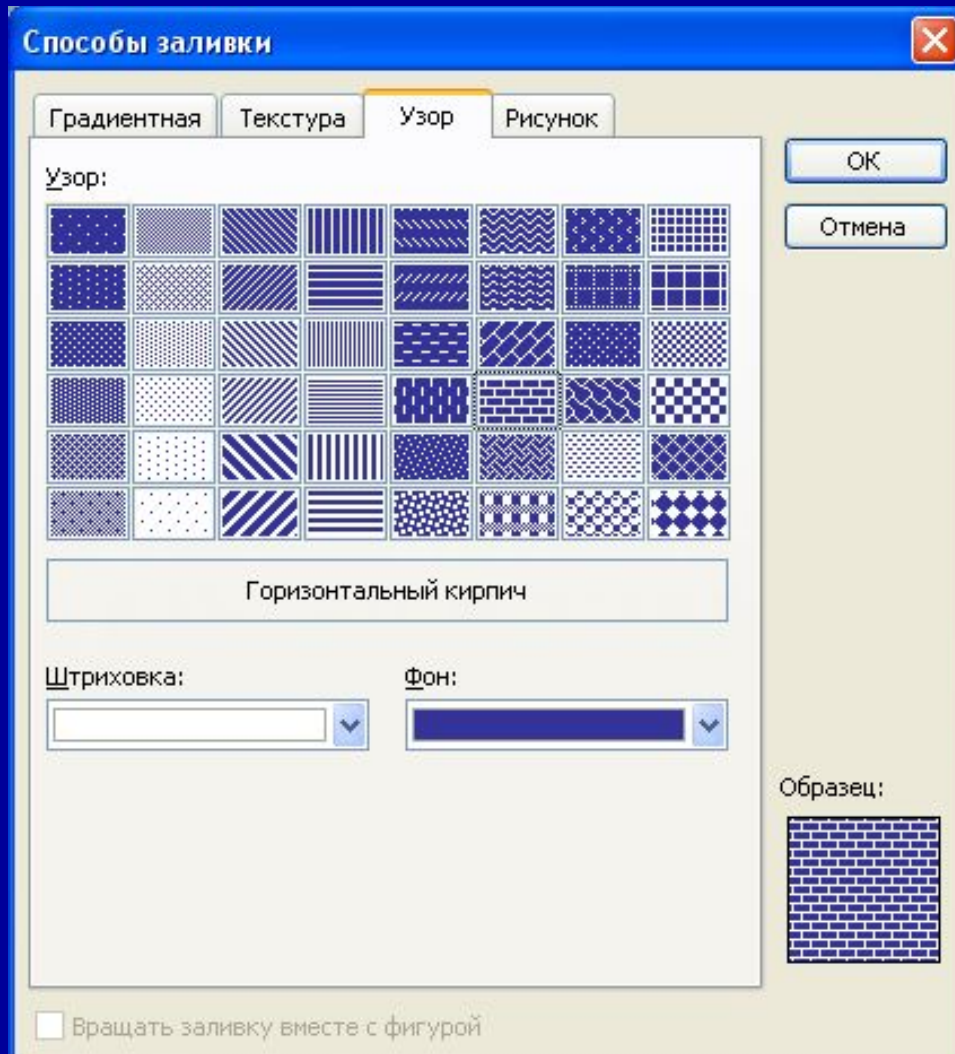 Способы заливки
Градиентная Текстура Узор Рисунок
ОК
Узор:
Отмена
Горизонтальный кирпич
Штриховка: Фон:
Образец:
Вращать заливку вместе с фигурой